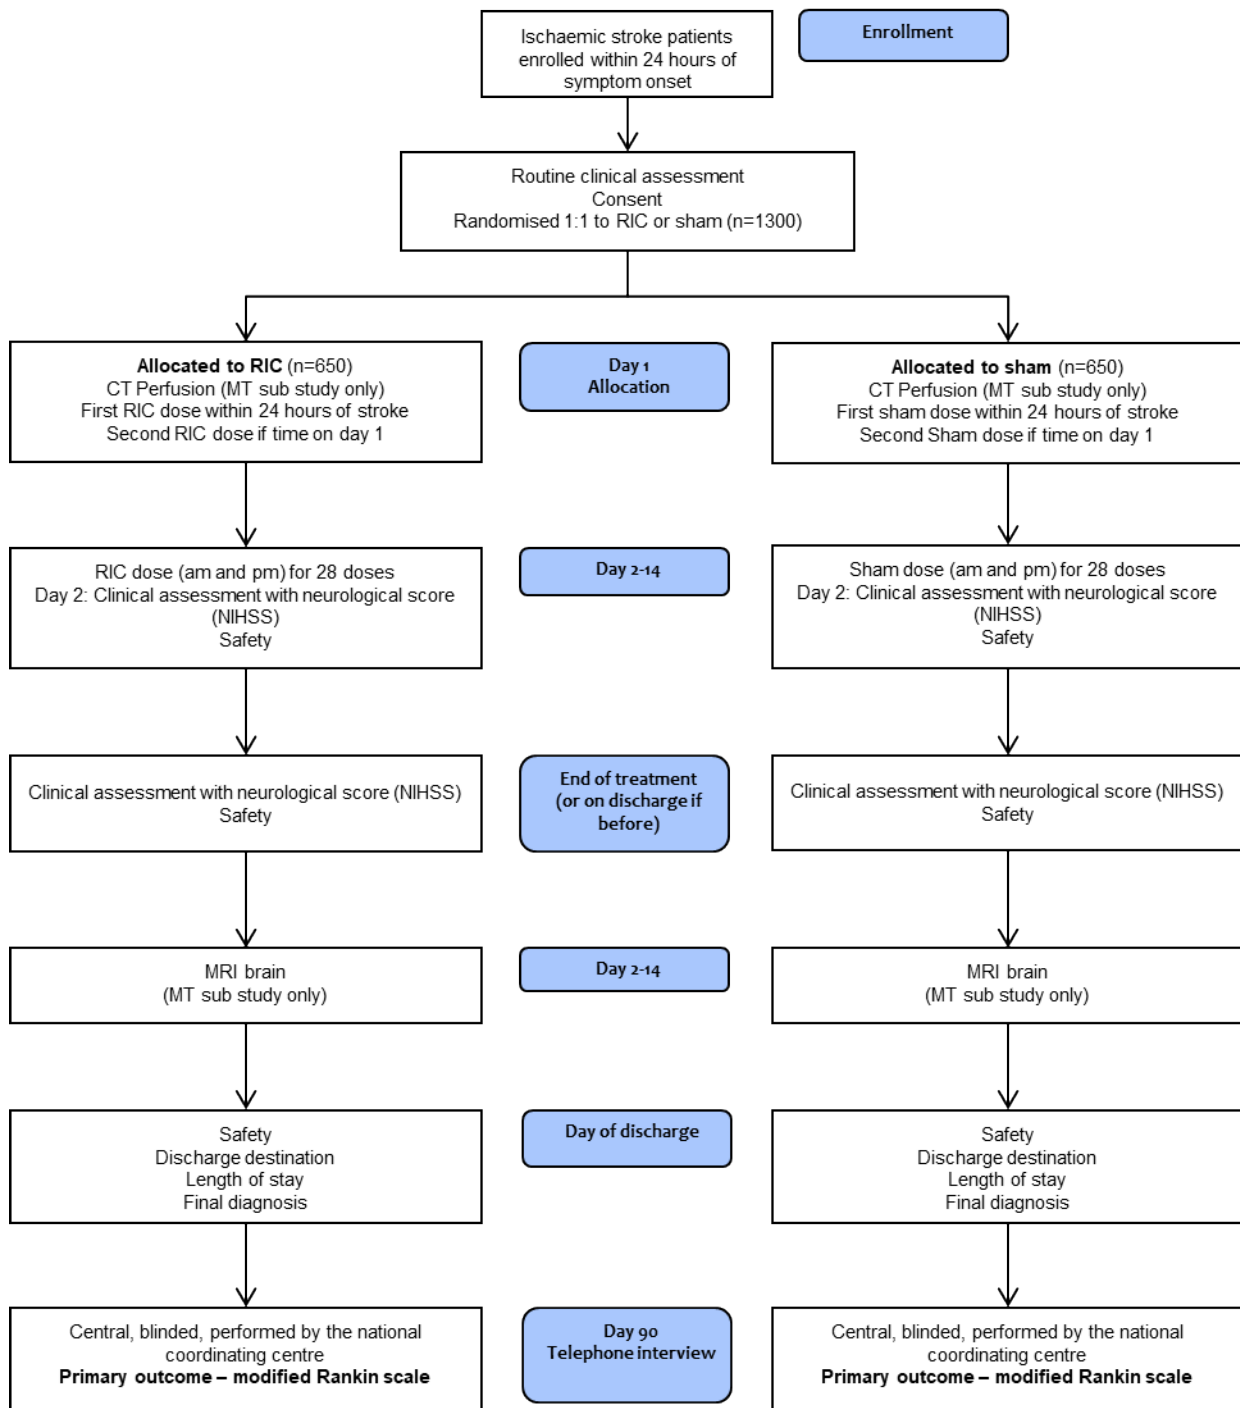 Ischaemic stroke patients
enrolled within 24 hours of
symptom onset
Enrollment
Routine clinical assessment
Consent
Randomised 1:1 to RIC or sham (n=1300)
Allocated to RIC (n=650)
CT Perfusion (MT sub study only)
First RIC dose within 24 hours of stroke
Second RIC dose if time on day 1
Day 1
Allocation
Allocated to sham (n=650)
CT Perfusion (MT sub study only)
First sham dose within 24 hours of stroke
Second Sham dose if time on day 1
RIC dose (am and pm) for 28 doses
Day 2: Clinical assessment with neurological score
(NIHSS)
Safety
Day 2-14
Sham dose (am and pm) for 28 doses
Day 2: Clinical assessment with neurological score
(NIHSS)
Safety
Clinical assessment with neurological score (NIHSS)
Safety
End of treatment
(or on discharge if
before)
Clinical assessment with neurological score (NIHSS)
Safety
MRI brain
(MT sub study only)
Day 2-14
MRI brain
(MT sub study only)
Safety
Discharge destination
Length of stay
Final diagnosis
Day of discharge
Safety
Discharge destination
Length of stay
Final diagnosis
Central, blinded, performed by the national
coordinating centre
Primary outcome – modified Rankin scale
Day 90
Telephone interview
Central, blinded, performed by the national
coordinating centre
Primary outcome – modified Rankin scale